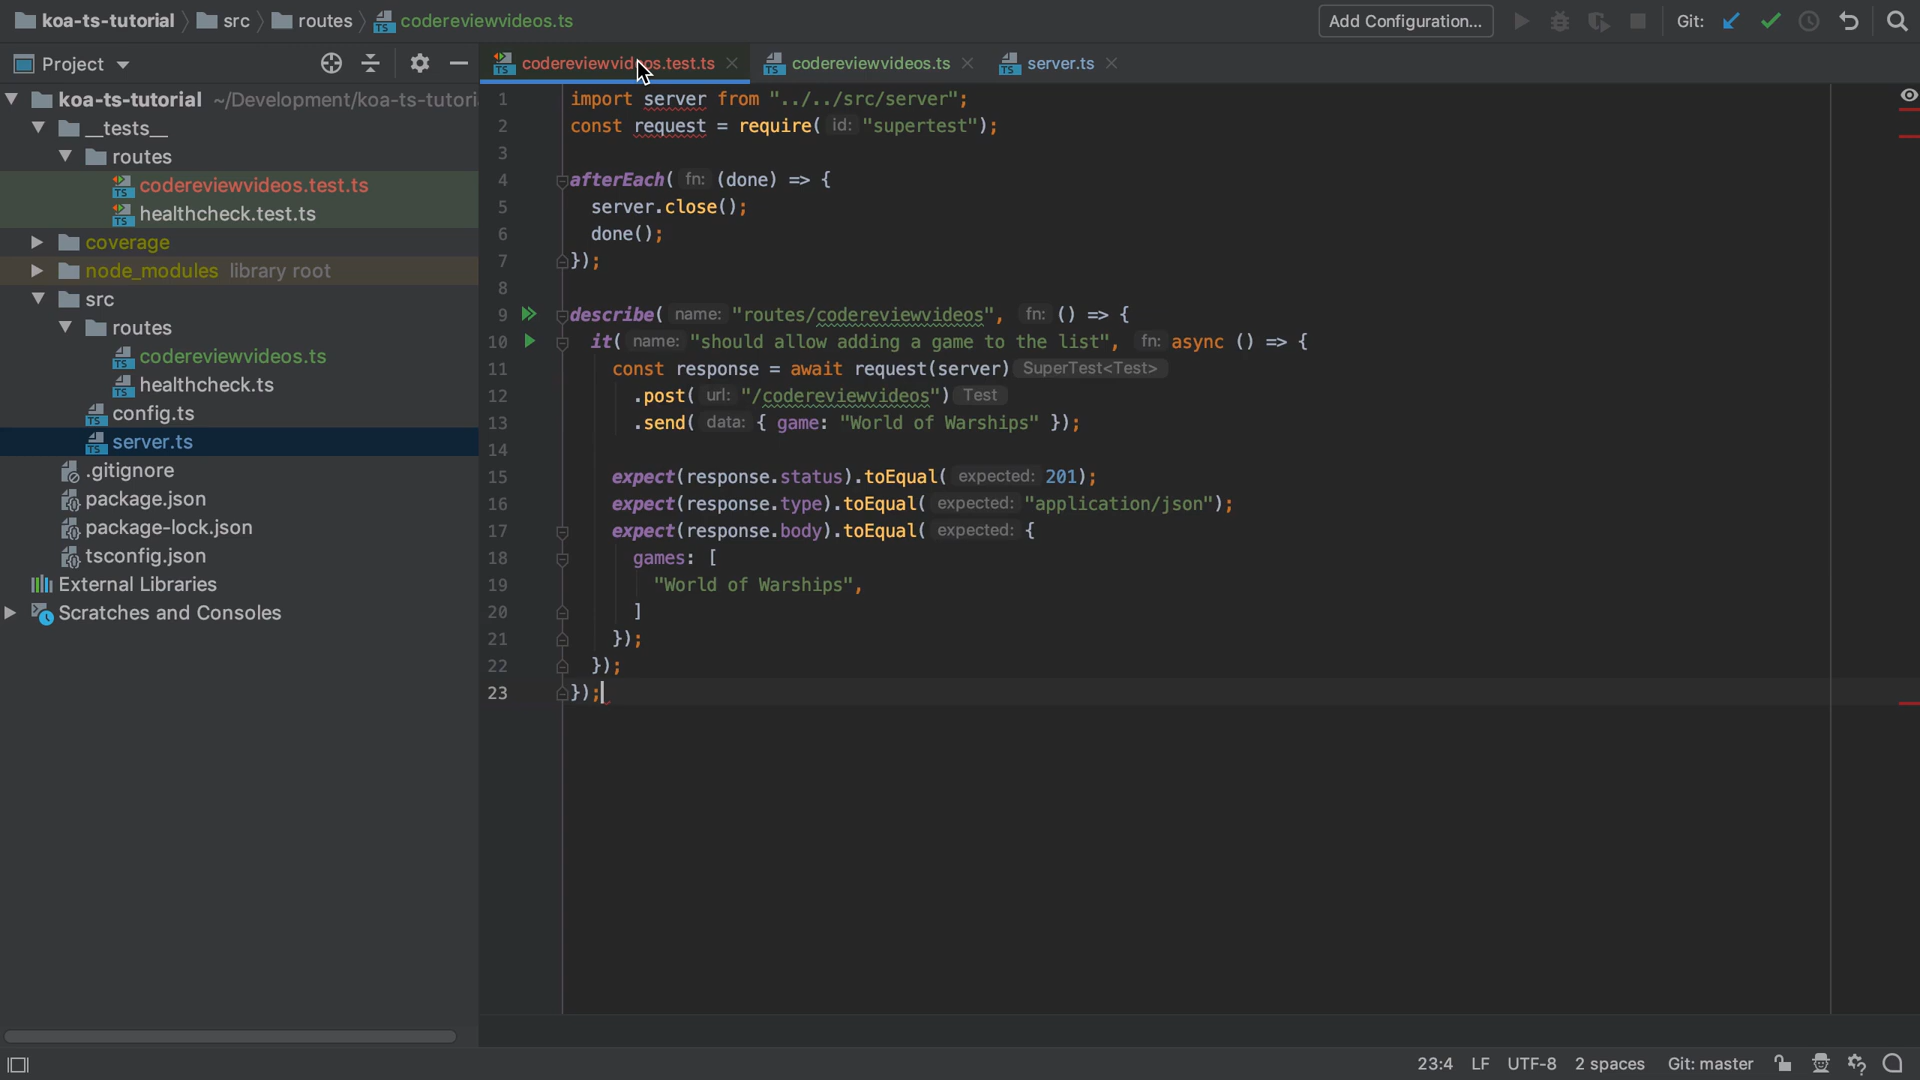 koa-ts-tutorial src routes codereviewvideos.ts Add Configuration... Git:
Project codereviewvideos.test.ts codereviewvideos.ts server.ts
koa-ts-tutorial ~/Development/koa-ts-tutori
__tests__
routes
codereviewvideos.test.ts
healthcheck.test.ts
coverage
node_modules library root
src
routes
codereviewvideos.ts
healthcheck.ts
config.ts
server.ts
.gitignore
package.json
package-lock.json
tsconfig.json
External Libraries
Scratches and Consoles
1 import server from "../../src/server";
2 const request = require( id: "supertest");
3
4 afterEach( fn: (done) => {
5 server.close();
6 done();
7 });
8
9 describe( name: "routes/codereviewvideos", fn: () => {
10 it( name: "should allow adding a game to the list", fn: async () => {
11 const response = await request(server) SuperTest<Test>
12 .post( url: "/codereviewvideos") Test
13 .send( data: { game: "World of Warships" });
14
15 expect(response.status).toEqual( expected: 201);
16 expect(response.type).toEqual( expected: "application/json");
17 expect(response.body).toEqual( expected: {
18 games: [
19 "World of Warships",
20 ]
21 });
22 });
23 });
23:4 LF UTF-8 2 spaces Git: master